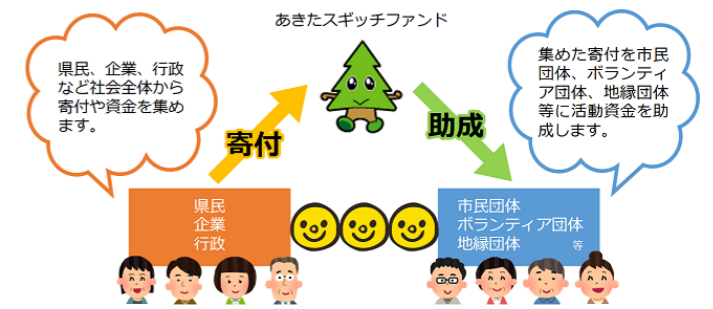 あきたスギッチファンド
県民、企業、行政
など社会全体から
寄付や資金を集め
ます。
集めた寄付を市民
団体、ボランティ
ア団体、地縁団体
等に活動資金を助
成します。
寄付
助成
県民
企業
行政
市民団体
ボランティア団体
地縁団体 等